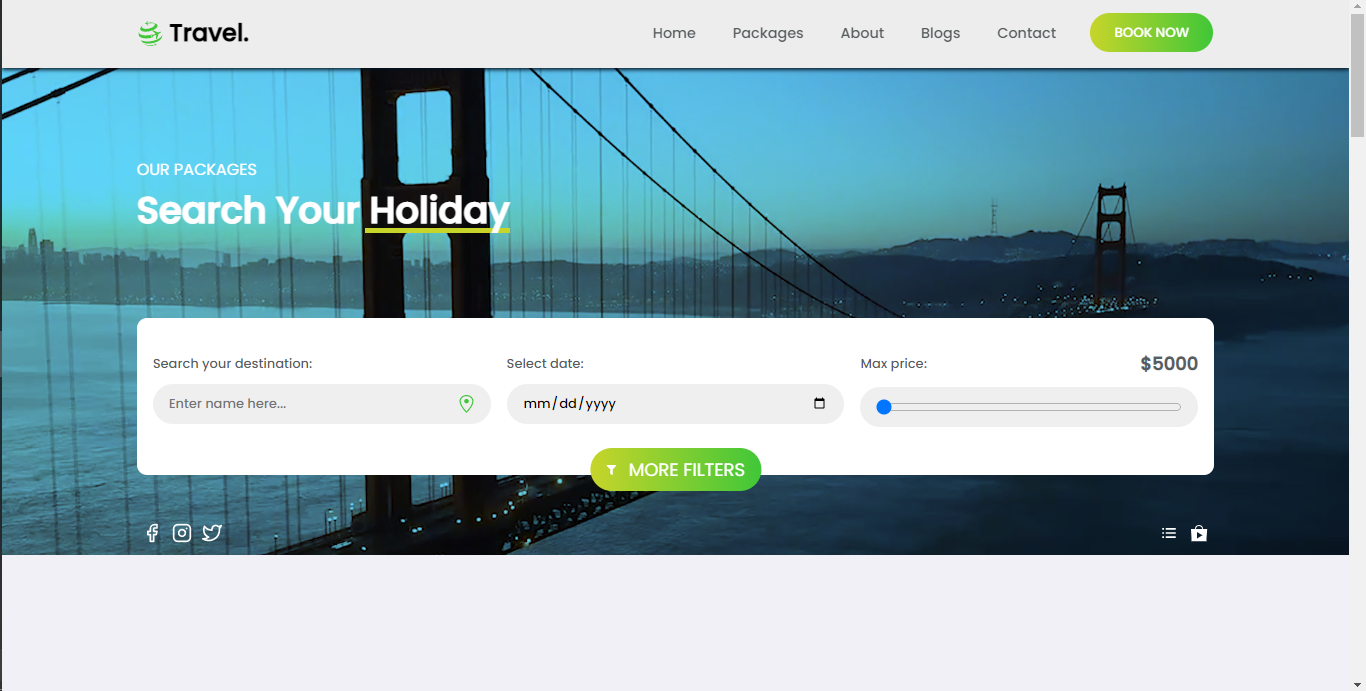 Travel.
Home Packages About Blogs Contact BOOK NOW
OUR PACKAGES
Search Your Holiday
Search your destination: Select date: Max price: $5000
Enter name here... mm/dd/yyyy
MORE FILTERS